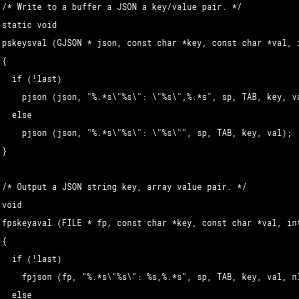 /* Write to a buffer a JSON a key/value pair. */
static void
pskeysval (GJSON * json, const char *key, const char *val,
{
  if (!last)
    pjson (json, "%.*s\"%s\": \"%s\",%.*s", sp, TAB, key,
  else
    pjson (json, "%.*s\"%s\": \"%s\"", sp, TAB, key, val);
}

/* Output a JSON string key, array value pair. */
void
fpskeyaval (FILE * fp, const char *key, const char *val,
{
  if (!last)
    fpjson (fp, "%.*s\"%s\": %s,%.*s", sp, TAB, key, val,
  else